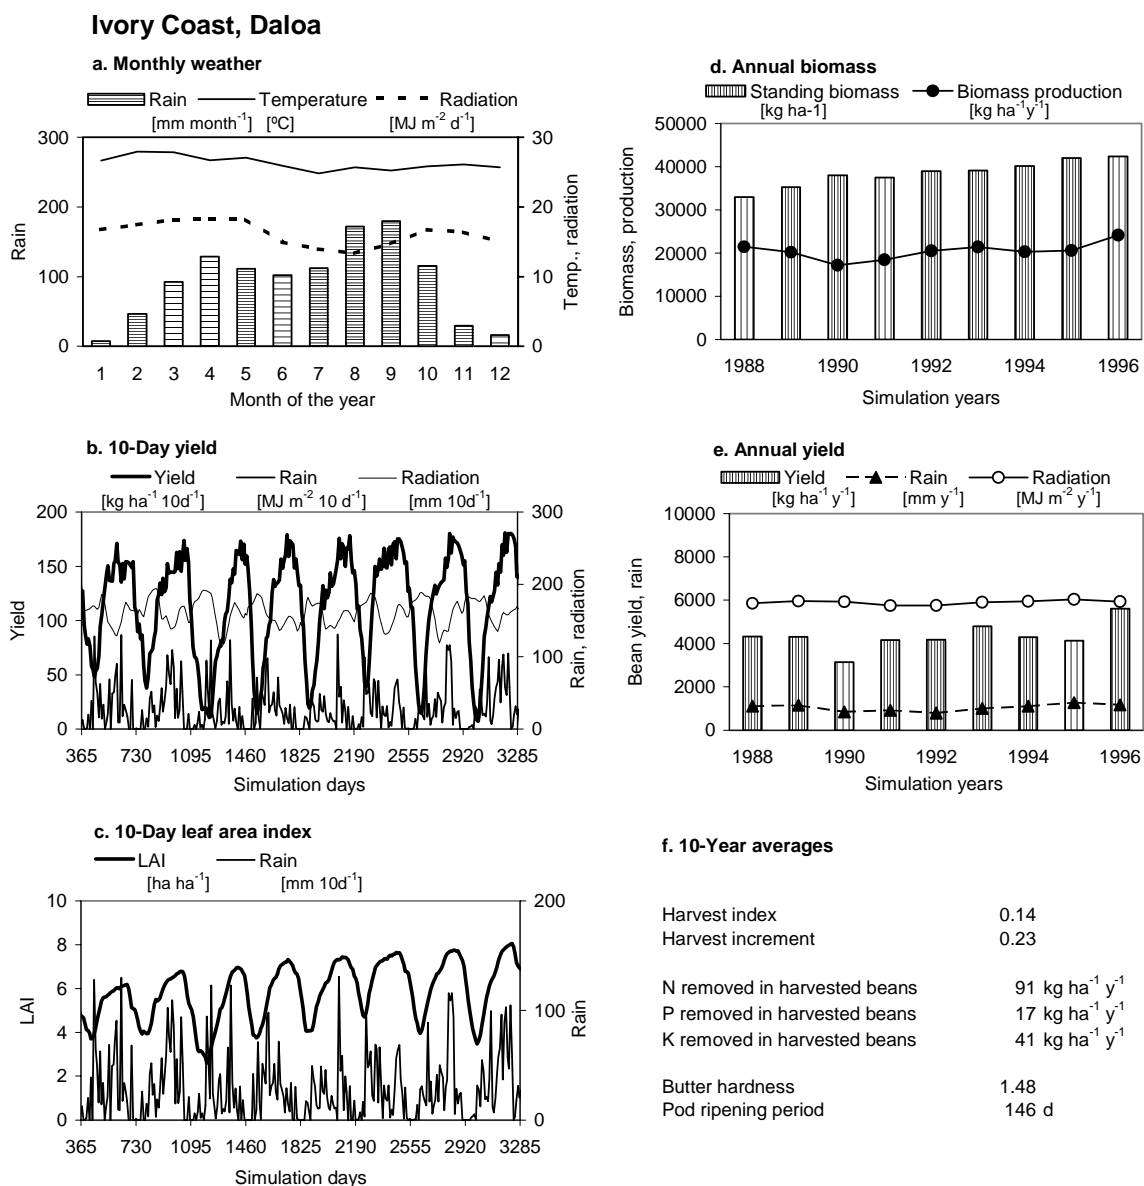 Ivory Coast, Daloa
a. Monthly weather
Rain Temperature Radiation
[mm month-1] [ºC] [MJ m-2 d-1]
300 30
200 20
100 10
0 0
Rain
Temp., radiation
1 2 3 4 5 6 7 8 9 10 11 12
Month of the year
b. 10-Day yield
Yield Rain Radiation
[kg ha-1 10d-1] [MJ m-2 10 d-1] [mm 10d-1]
200 300
150 200
100 100
50
0 0
Yield
Rain, radiation
365 730 1095 1460 1825 2190 2555 2920 3285
Simulation days
c. 10-Day leaf area index
LAI Rain
[ha ha-1] [mm 10d-1]
10 200
8
6 100
4
2
0 0
LAI
Rain
365 730 1095 1460 1825 2190 2555 2920 3285
Simulation days
d. Annual biomass
Standing biomass Biomass production
[kg ha-1] [kg ha-1y-1]
50000
40000
30000
20000
10000
0
Biomass, production
1988 1990 1992 1994 1996
Simulation years
e. Annual yield
Yield Rain Radiation
[kg ha-1 y-1] [mm y-1] [MJ m-2 y-1]
10000
8000
6000
4000
2000
0
Bean yield, rain
1988 1990 1992 1994 1996
Simulation years
f. 10-Year averages
Harvest index 0.14
Harvest increment 0.23
N removed in harvested beans 91 kg ha-1 y-1
P removed in harvested beans 17 kg ha-1 y-1
K removed in harvested beans 41 kg ha-1 y-1
Butter hardness 1.48
Pod ripening period 146 d